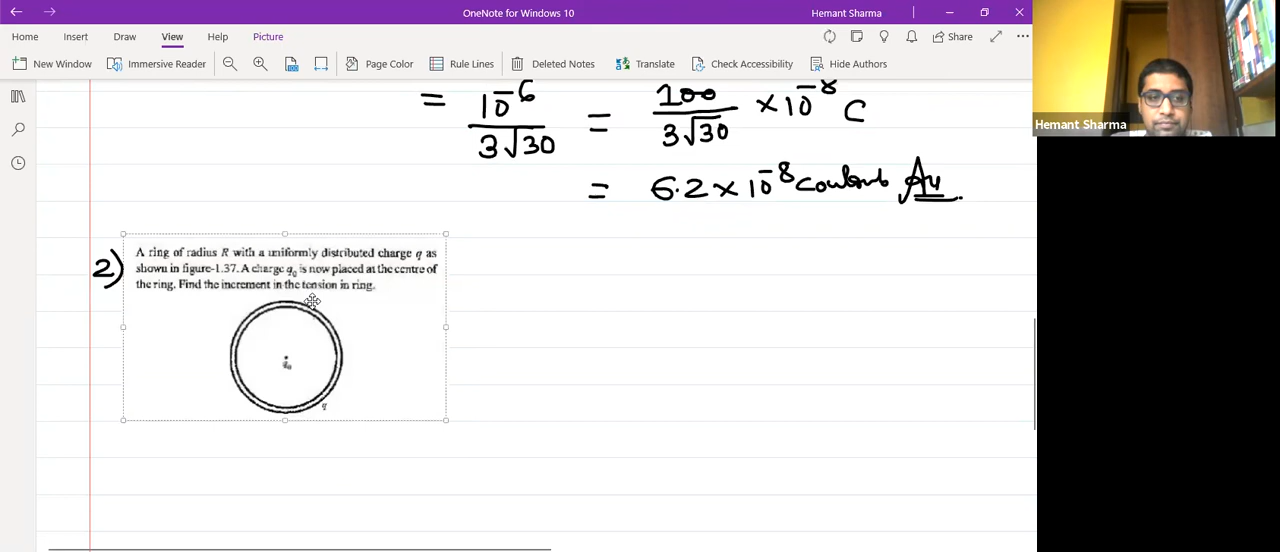 OneNote for Windows 10
Hemant Sharma
Home Insert Draw View Help Picture
Share
New Window Immersive Reader Page Color Rule Lines Deleted Notes Translate Check Accessibility Hide Authors
= 10⁻⁶ / 3√30 = 100 / 3√30 × 10⁻⁸ C
= 6.2 × 10⁻⁸
2)
A ring of radius R with a uniformly distributed charge q as
shown in figure-1.37. A charge q₀ is now placed at the centre of
the ring. Find the increment in the tension in ring.
q₀
q
Hemant Sharma